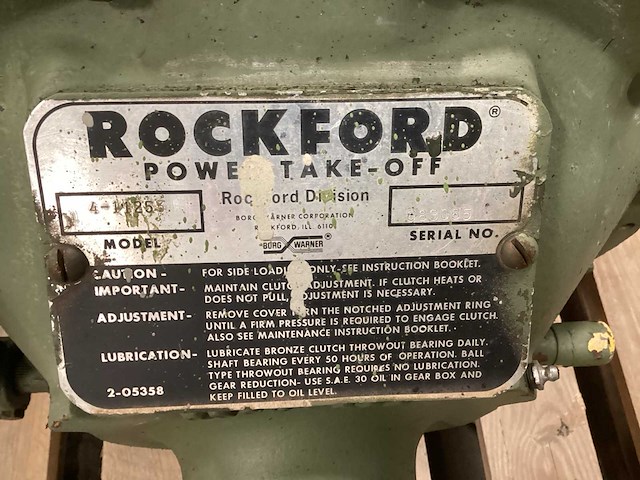 ROCKFORD®
POWER TAKE-OFF
Rockford Division
BORG-WARNER CORPORATION
ROCKFORD, ILL. 61101
BORG WARNER
MODEL
SERIAL NO.
CAUTION - FOR SIDE LOADING ONLY-SEE INSTRUCTION BOOKLET.
IMPORTANT- MAINTAIN CLUTCH ADJUSTMENT. IF CLUTCH HEATS OR
DOES NOT PULL, ADJUSTMENT IS NECESSARY.
ADJUSTMENT- REMOVE COVER TURN THE NOTCHED ADJUSTMENT RING
UNTIL A FIRM PRESSURE IS REQUIRED TO ENGAGE CLUTCH.
ALSO SEE MAINTENANCE INSTRUCTION BOOKLET.
LUBRICATION- LUBRICATE BRONZE CLUTCH THROWOUT BEARING DAILY.
SHAFT BEARING EVERY 50 HOURS OF OPERATION. BALL
TYPE THROWOUT BEARING REQUIRES NO LUBRICATION.
GEAR REDUCTION- USE S.A.E. 30 OIL IN GEAR BOX AND
KEEP FILLED TO OIL LEVEL.
2-05358